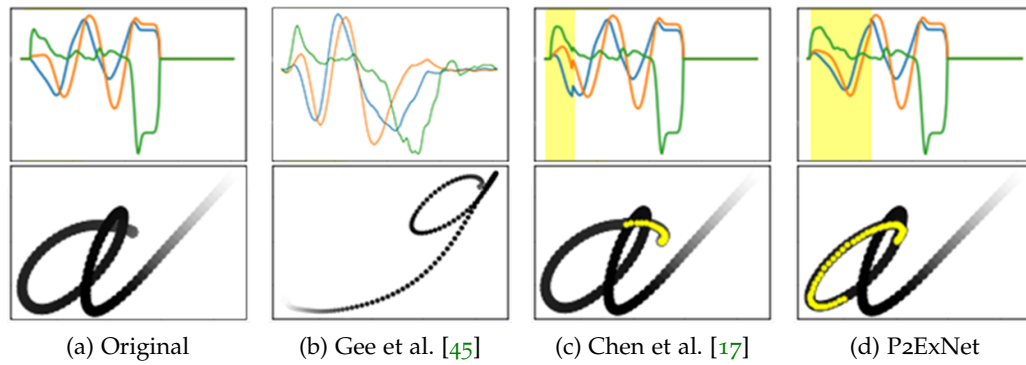 (a) Original (b) Gee et al. [45] (c) Chen et al. [17] (d) P2ExNet